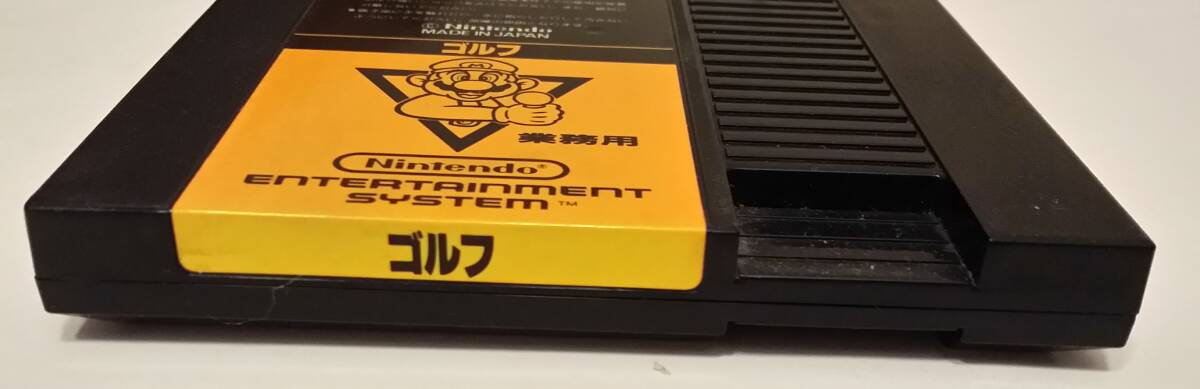 © Nintendo
MADE IN JAPAN
ゴルフ
業務用
Nintendo®
ENTERTAINMENT
SYSTEM™
ゴルフ